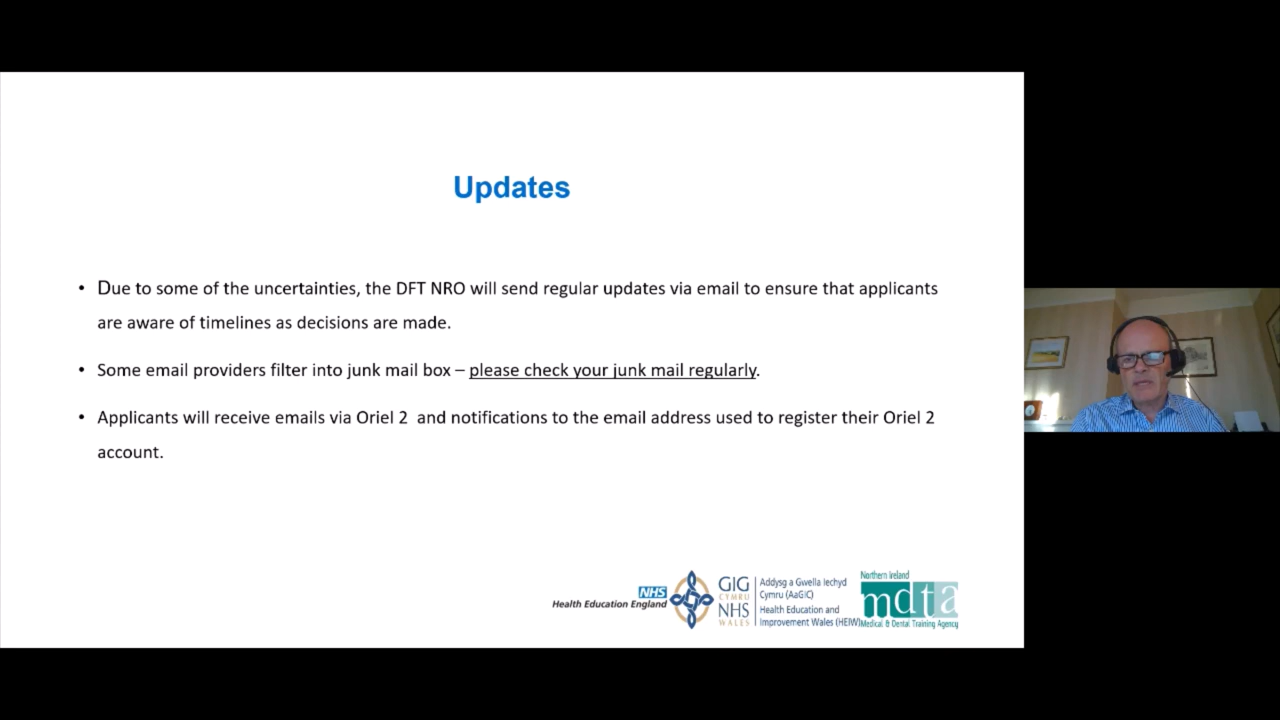 Updates
• Due to some of the uncertainties, the DFT NRO will send regular updates via email to ensure that applicants
are aware of timelines as decisions are made.
• Some email providers filter into junk mail box – please check your junk mail regularly.
• Applicants will receive emails via Oriel 2  and notifications to the email address used to register their Oriel 2
account.
NHS
Health Education England
GIG
CYMRU
NHS
WALES
Addysg a Gwella Iechyd
Cymru (AaGIC)
Health Education and
Improvement Wales (HEIW)
Northern Ireland
mdta
Medical & Dental Training Agency